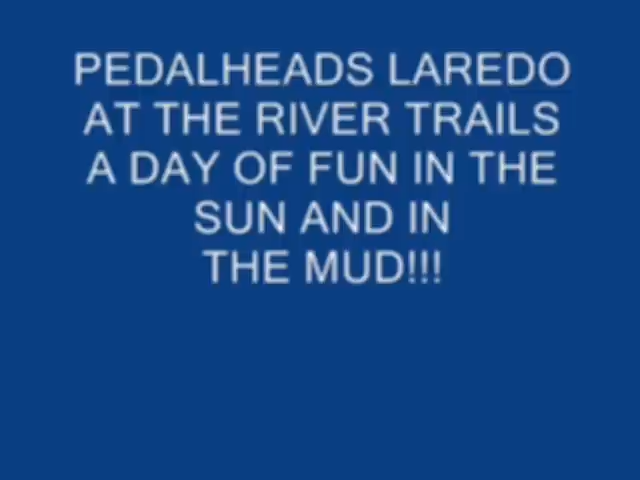 PEDALHEADS LAREDO
AT THE RIVER TRAILS
A DAY OF FUN IN THE
SUN AND IN
THE MUD!!!